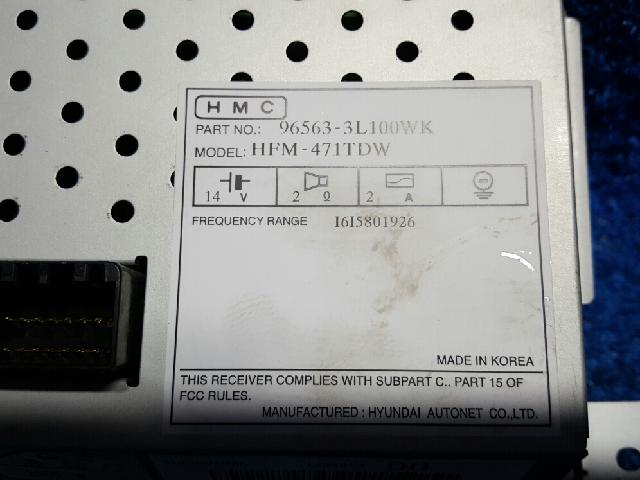 HMC
PART NO.: 96563-3L100WK
MODEL: HFM-471TDW
14 V 2 Ω 2 A
FREQUENCY RANGE 1615801926
MADE IN KOREA
THIS RECEIVER COMPLIES WITH SUBPART C., PART 15 OF
FCC RULES.
MANUFACTURED : HYUNDAI AUTONET CO.,LTD.